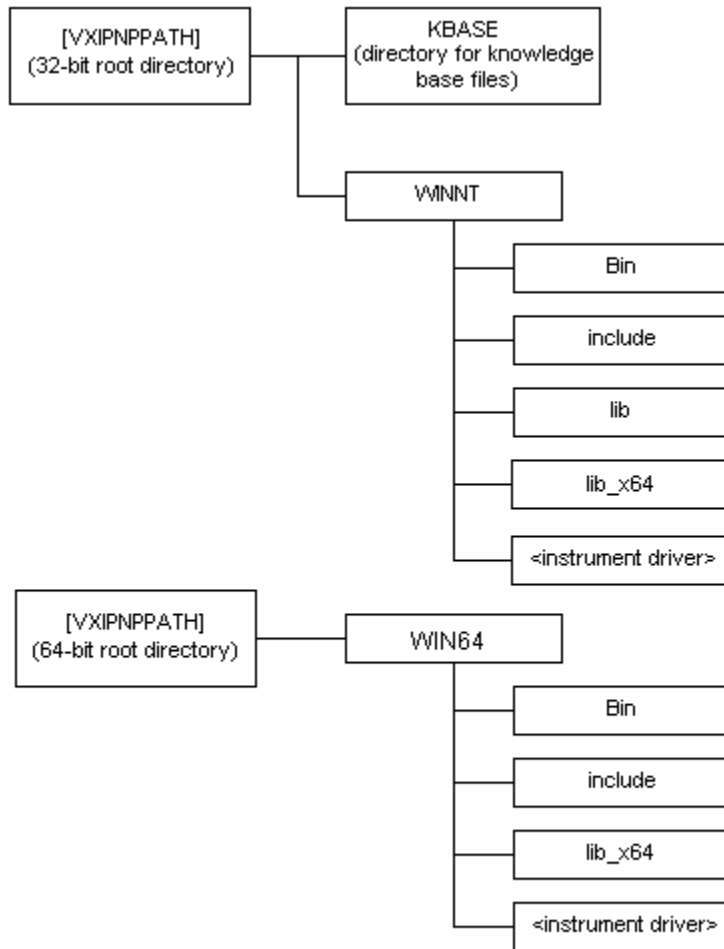 [VXIPNPPATH]
(32-bit root directory)
KBASE
(directory for knowledge
base files)
WINNT
Bin
include
lib
lib_x64
<instrument driver>
[VXIPNPPATH]
(64-bit root directory)
WIN64
Bin
include
lib_x64
<instrument driver>